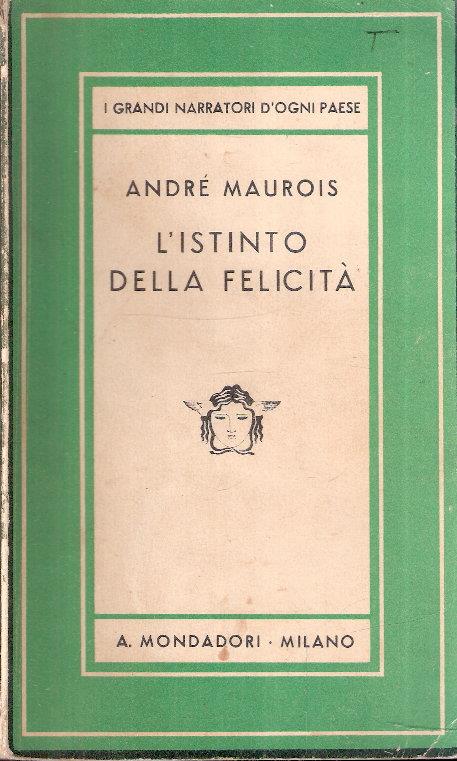 I GRANDI NARRATORI D'OGNI PAESE
ANDRÉ MAUROIS
L'ISTINTO
DELLA FELICITÀ
A. MONDADORI · MILANO